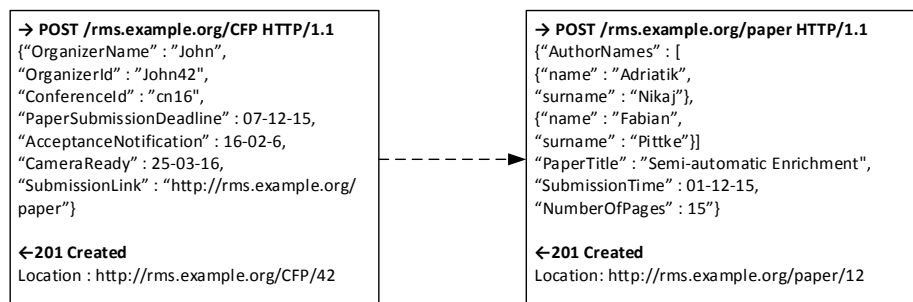 → POST /rms.example.org/CFP HTTP/1.1
{“OrganizerName” : ”John”,
“OrganizerId” : ”John42",
“ConferenceId” : ”cn16",
“PaperSubmissionDeadline” : 07-12-15,
“AcceptanceNotification” : 16-02-6,
“CameraReady” : 25-03-16,
“SubmissionLink” : “http://rms.example.org/
paper”}
←201 Created
Location : http://rms.example.org/CFP/42
→ POST /rms.example.org/paper HTTP/1.1
{“AuthorNames” : [
{“name” : ”Adriatik”,
“surname” : “Nikaj”},
{“name” : ”Fabian”,
“surname” : ”Pittke”}]
“PaperTitle” : ”Semi-automatic Enrichment",
“SubmissionTime” : 01-12-15,
“NumberOfPages” : 15”}
←201 Created
Location: http://rms.example.org/paper/12